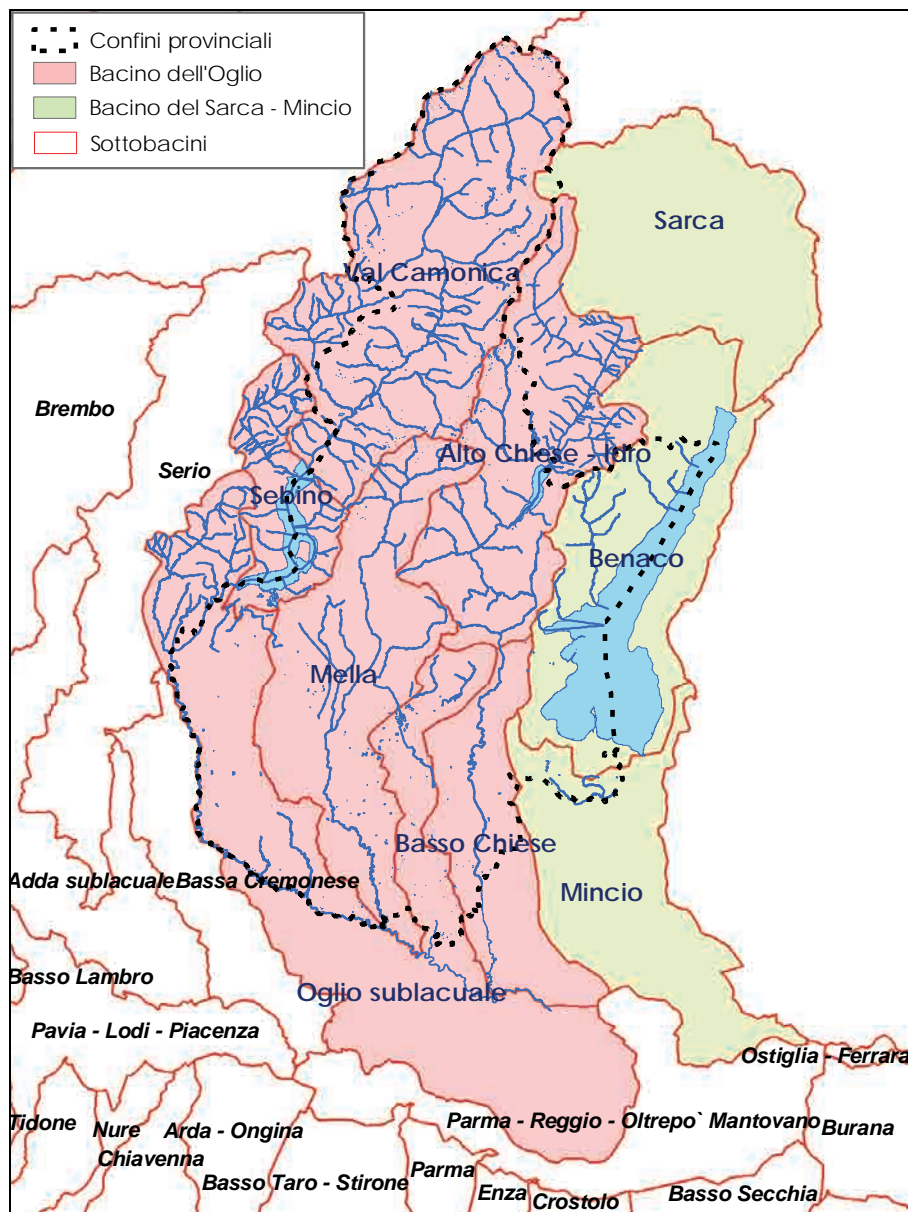 Confini provinciali
Bacino dell'Oglio
Bacino del Sarca - Mincio
Sottobacini
Sarca
Val Camonica
Brembo
Alto Chiese - Idro
Serio
Sebino
Benaco
Mella
Basso Chiese
Adda sublacuale
Bassa Cremonese
Mincio
Basso Lambro
Oglio sublacuale
Pavia - Lodi - Piacenza
Ostiglia - Ferrara
Tidone
Nure
Arda - Ongina
Parma - Reggio - Oltrepo` Mantovano
Burana
Chiavenna
Basso Taro - Stirone
Parma
Enza
Crostolo
Basso Secchia